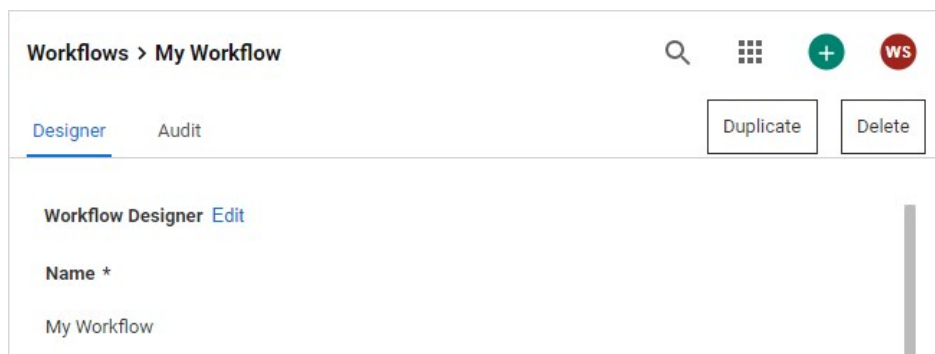 Workflows > My Workflow
+
WS
Designer
Audit
Duplicate
Delete
Workflow Designer Edit
Name *
My Workflow